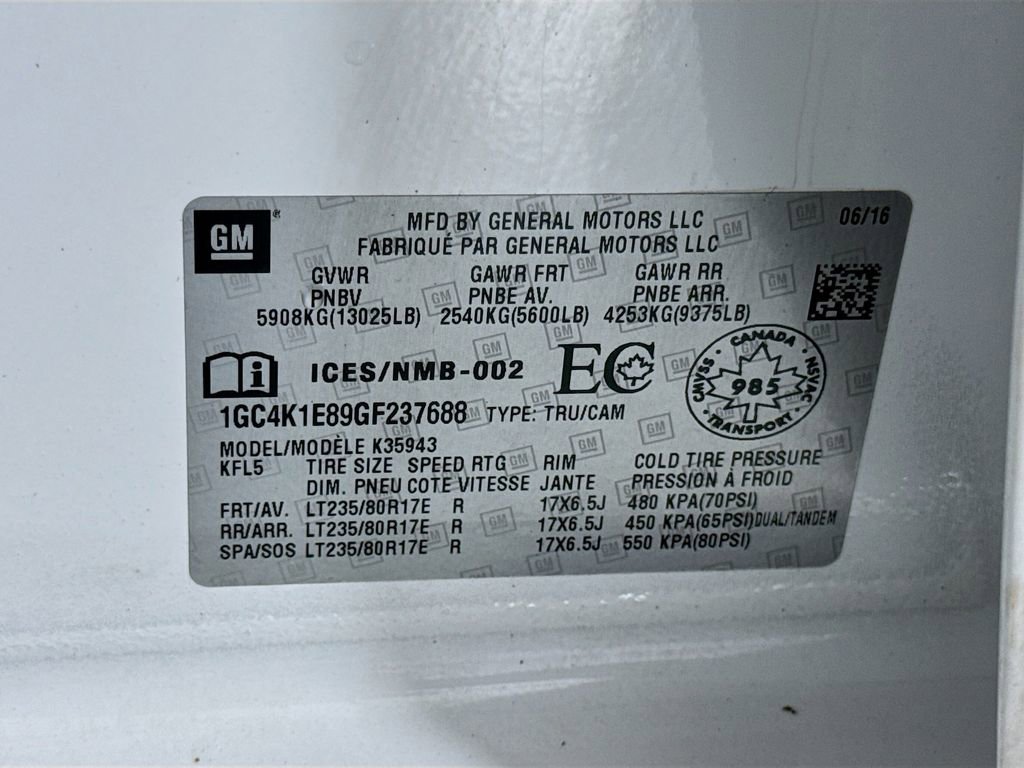 GM
MFD BY GENERAL MOTORS LLC 06/16
FABRIQUÉ PAR GENERAL MOTORS LLC
GVWR GAWR FRT GAWR RR
PNBV PNBE AV. PNBE ARR.
5908KG(13025LB) 2540KG(5600LB) 4253KG(9375LB)
i ICES/NMB-002 EC
CANADA CMVSS NSVAC 985 TRANSPORT
1GC4K1E89GF237688 TYPE: TRU/CAM
MODEL/MODÈLE K35943
KFL5 TIRE SIZE SPEED RTG RIM COLD TIRE PRESSURE
DIM. PNEU COTE VITESSE JANTE PRESSION À FROID
FRT/AV. LT235/80R17E R 17X6.5J 480 KPA(70PSI)
RR/ARR. LT235/80R17E R 17X6.5J 450 KPA(65PSI)DUAL/TANDEM
SPA/SOS LT235/80R17E R 17X6.5J 550 KPA(80PSI)